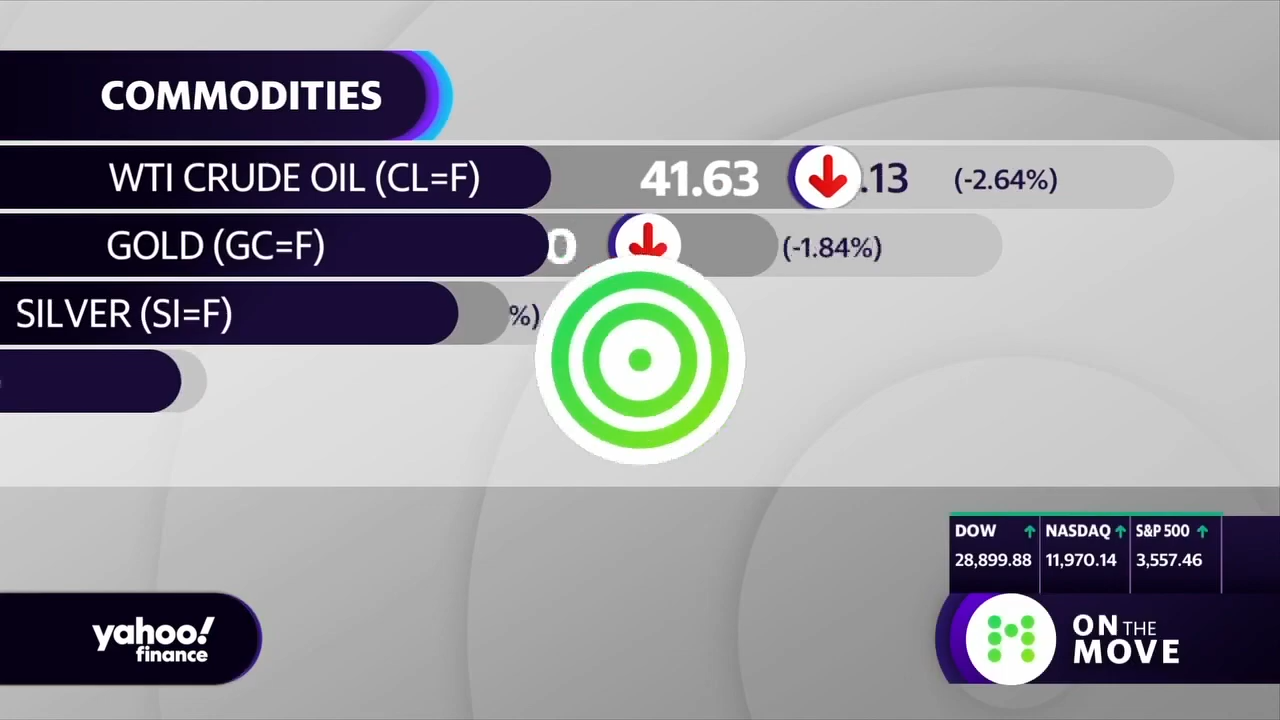 COMMODITIES
WTI CRUDE OIL (CL=F) 41.63 .13 (-2.64%)
GOLD (GC=F) 0 (-1.84%)
SILVER (SI=F) %)
DOW NASDAQ S&P 500
28,899.88 11,970.14 3,557.46
yahoo!
finance
ON THE
MOVE